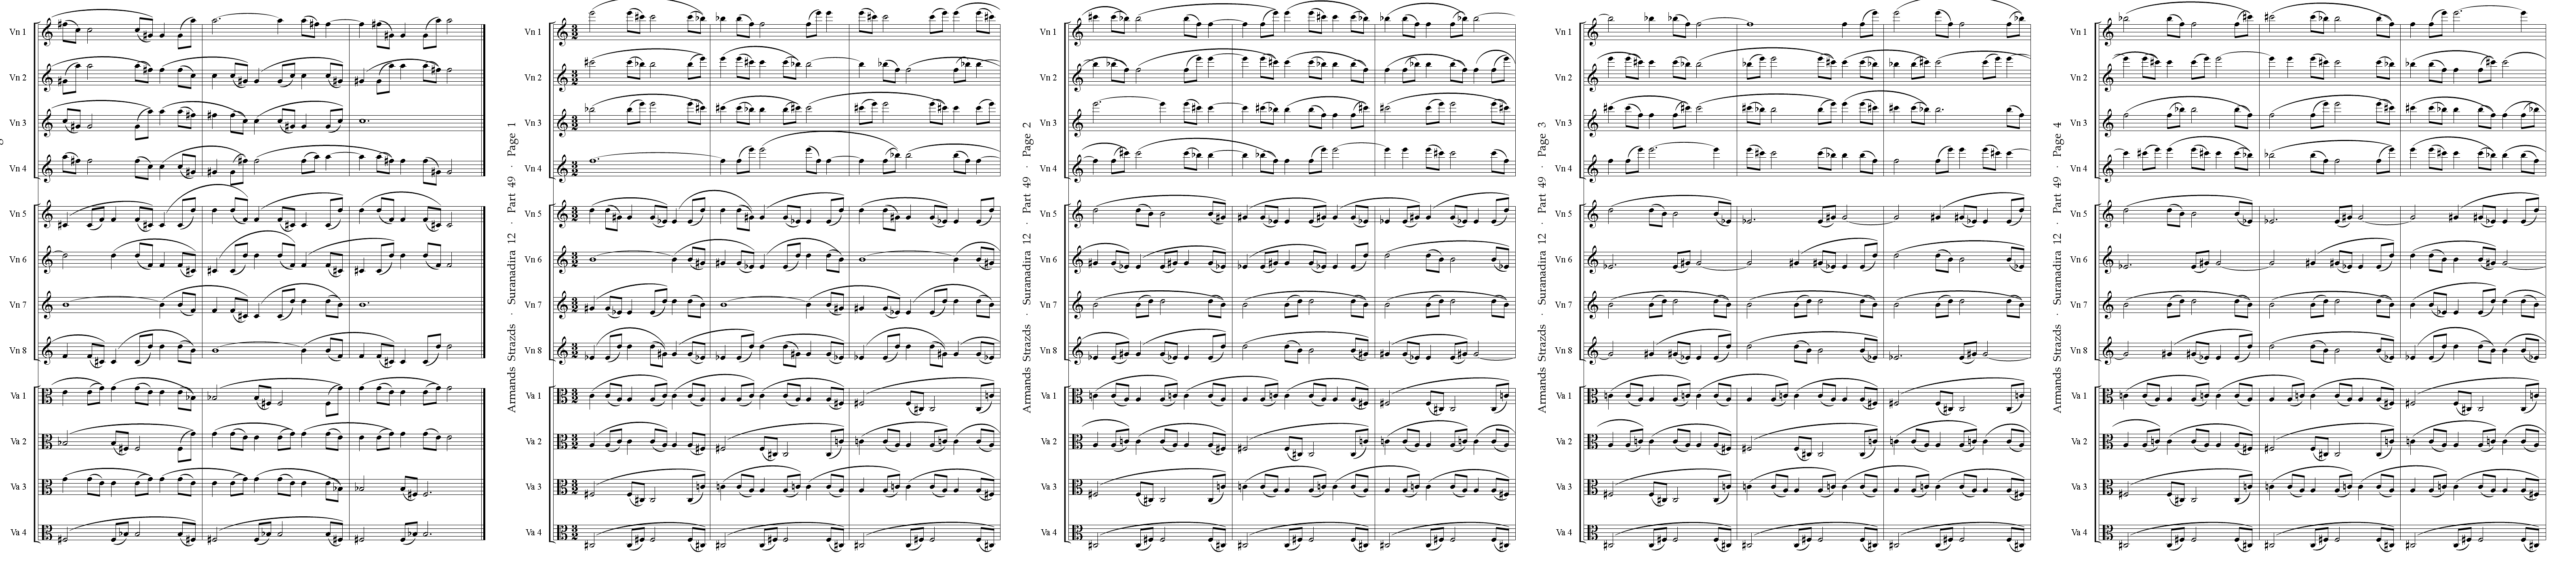 Vn 1
Vn 2
Vn 3
Vn 4
Vn 5
Vn 6
Vn 7
Vn 8
Va 1
Va 2
Va 3
Va 4
Armands Strazds · Suranadira 12 · Part 49 · Page 1
Vn 1
Vn 2
Vn 3
Vn 4
Vn 5
Vn 6
Vn 7
Vn 8
Va 1
Va 2
Va 3
Va 4
Armands Strazds · Suranadira 12 · Part 49 · Page 2
Vn 1
Vn 2
Vn 3
Vn 4
Vn 5
Vn 6
Vn 7
Vn 8
Va 1
Va 2
Va 3
Va 4
Armands Strazds · Suranadira 12 · Part 49 · Page 3
Vn 1
Vn 2
Vn 3
Vn 4
Vn 5
Vn 6
Vn 7
Vn 8
Va 1
Va 2
Va 3
Va 4
Armands Strazds · Suranadira 12 · Part 49 · Page 4
Vn 1
Vn 2
Vn 3
Vn 4
Vn 5
Vn 6
Vn 7
Vn 8
Va 1
Va 2
Va 3
Va 4